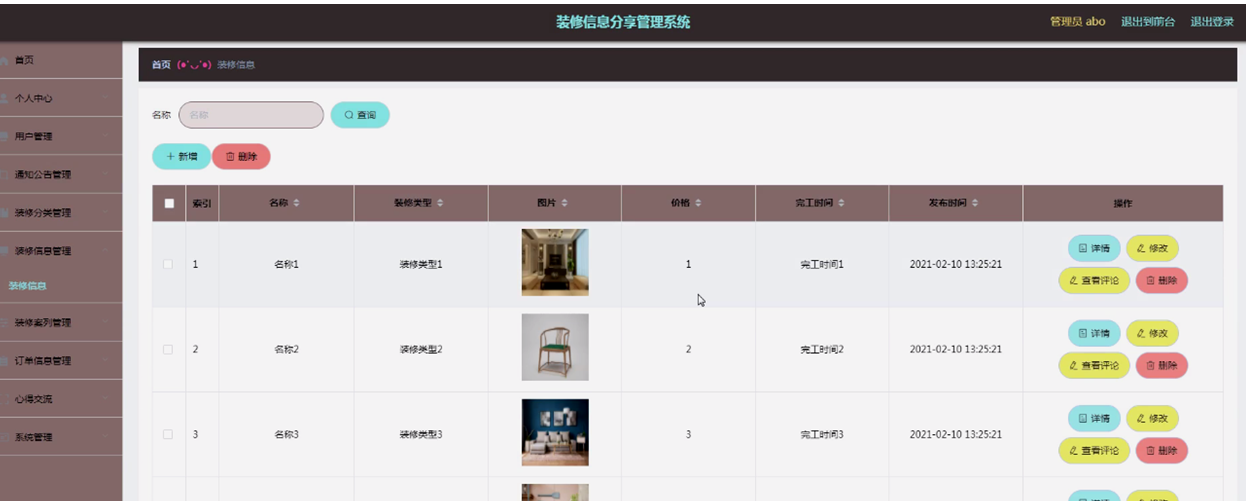 装修信息分享管理系统
管理员 abo 退出到前台 退出登录
首页
个人中心
用户管理
通知公告管理
装修分类管理
装修信息管理
装修信息
装修案列管理
订单信息管理
心得交流
系统管理
首页 (●'◡'●) 装修信息
名称 名称 查询
+ 新增 删除
索引 名称 装修类型 图片 价格 完工时间 发布时间 操作
1 名称1 装修类型1 1 完工时间1 2021-02-10 13:25:21
详情 修改
查看评论 删除
2 名称2 装修类型2 2 完工时间2 2021-02-10 13:25:21
详情 修改
查看评论 删除
3 名称3 装修类型3 3 完工时间3 2021-02-10 13:25:21
详情 修改
查看评论 删除